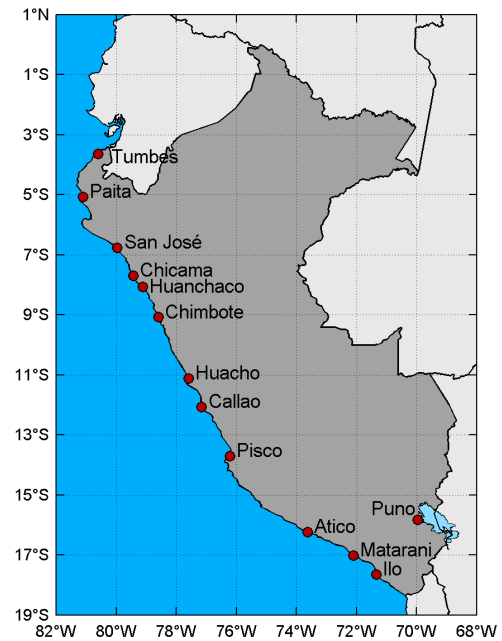 1°N
1°S
3°S
Tumbes
5°S
Paita
San José
7°S
Chicama
Huanchaco
9°S
Chimbote
11°S
Huacho
Callao
13°S
Pisco
15°S
Puno
Atico
17°S
Matarani
Ilo
19°S
82°W 80°W 78°W 76°W 74°W 72°W 70°W 68°W